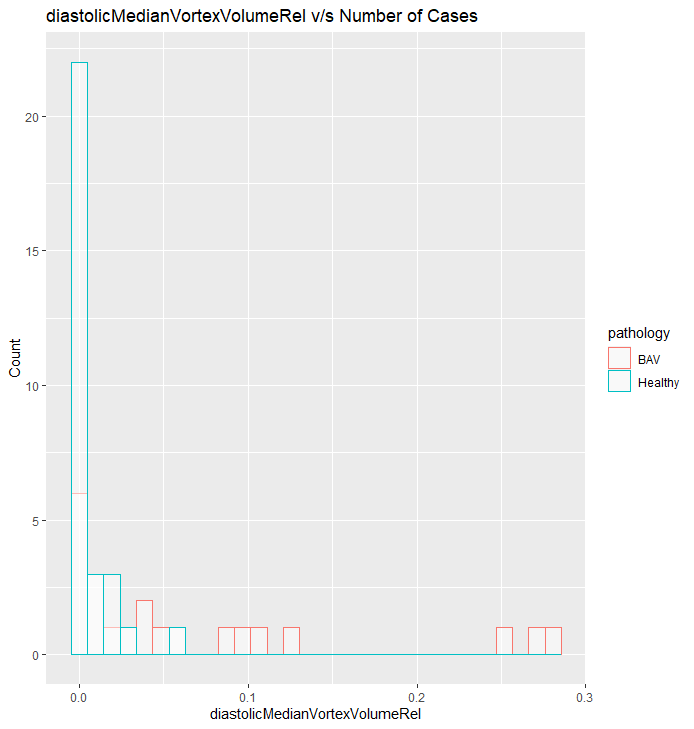 diastolicMedianVortexVolumeRel v/s Number of Cases
Count
20
15
10
5
0
0.0 0.1 0.2 0.3
diastolicMedianVortexVolumeRel
pathology
BAV
Healthy